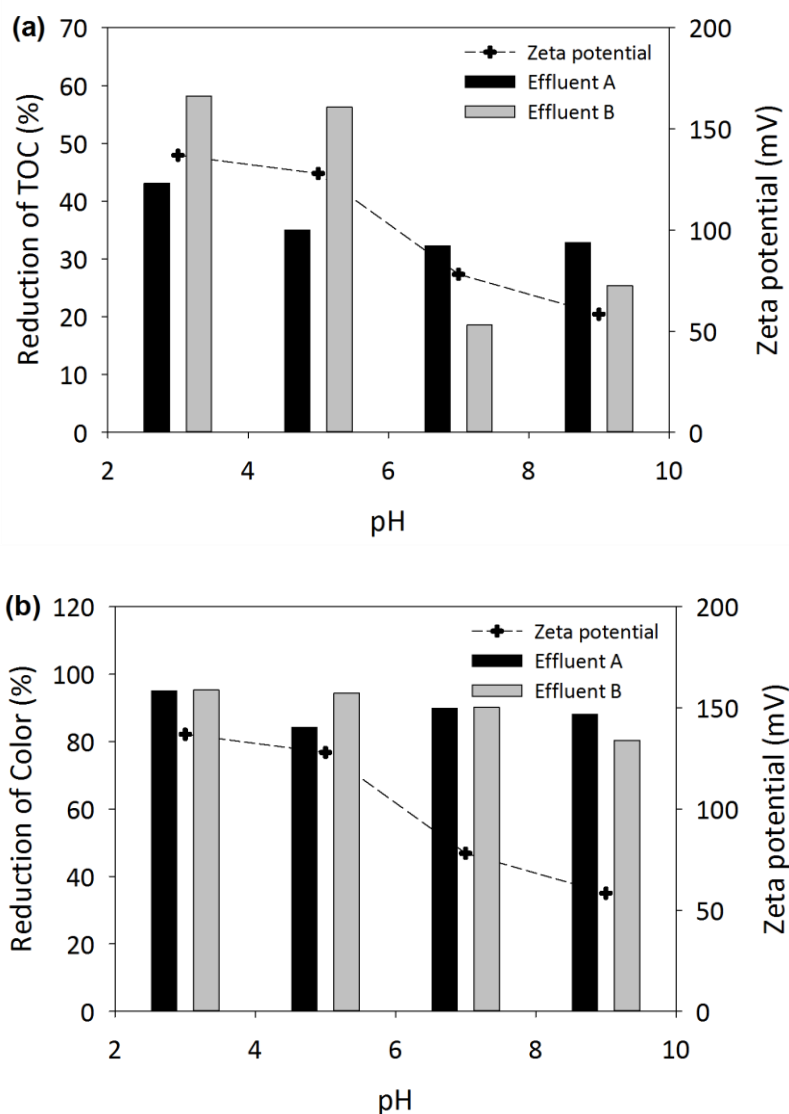 (a)
70
60
50
40
30
20
10
0
Reduction of TOC (%)
200
150
100
50
0
Zeta potential (mV)
Zeta potential
Effluent A
Effluent B
2 4 6 8 10
pH
(b)
120
100
80
60
40
20
0
Reduction of Color (%)
200
150
100
50
0
Zeta potential (mV)
Zeta potential
Effluent A
Effluent B
2 4 6 8 10
pH